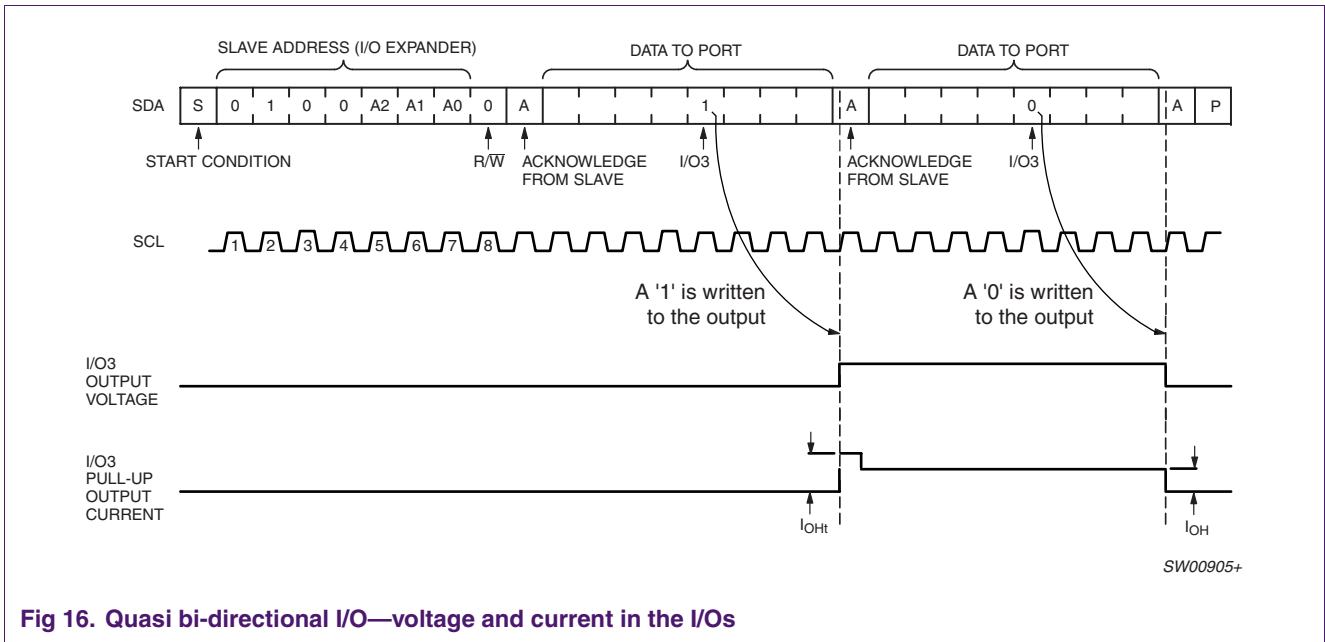 SLAVE ADDRESS (I/O EXPANDER) DATA TO PORT DATA TO PORT
SDA S 0 1 0 0 A2 A1 A0 0 A 1 A 0 A P
START CONDITION R/W ACKNOWLEDGE FROM SLAVE I/O3 ACKNOWLEDGE FROM SLAVE I/O3
SCL 1 2 3 4 5 6 7 8
A '1' is written
to the output
A '0' is written
to the output
I/O3
OUTPUT
VOLTAGE
I/O3
PULL-UP
OUTPUT
CURRENT
IOHt
IOH
SW00905+
Fig 16. Quasi bi-directional I/O—voltage and current in the I/Os